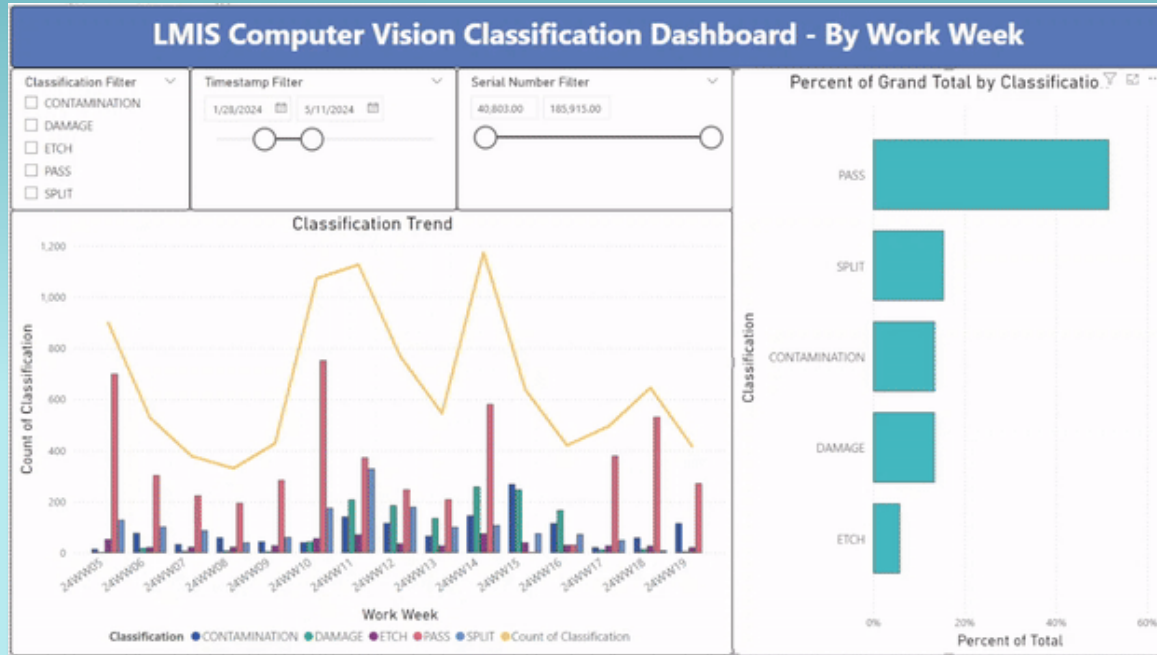 LMIS Computer Vision Classification Dashboard - By Work Week
Classification Filter
CONTAMINATION
DAMAGE
ETCH
PASS
SPLIT
Timestamp Filter
1/28/2024
5/11/2024
Serial Number Filter
40,803.00
185,915.00
Classification Trend
Count of Classification
1,200
1,000
800
600
400
200
0
24WW05
24WW06
24WW07
24WW08
24WW09
24WW10
24WW11
24WW12
24WW13
24WW14
24WW15
24WW16
24WW17
24WW18
24WW19
Work Week
Classification CONTAMINATION DAMAGE ETCH PASS SPLIT Count of Classification
Percent of Grand Total by Classificatio...
Classification
PASS
SPLIT
CONTAMINATION
DAMAGE
ETCH
0% 20% 40% 60%
Percent of Total